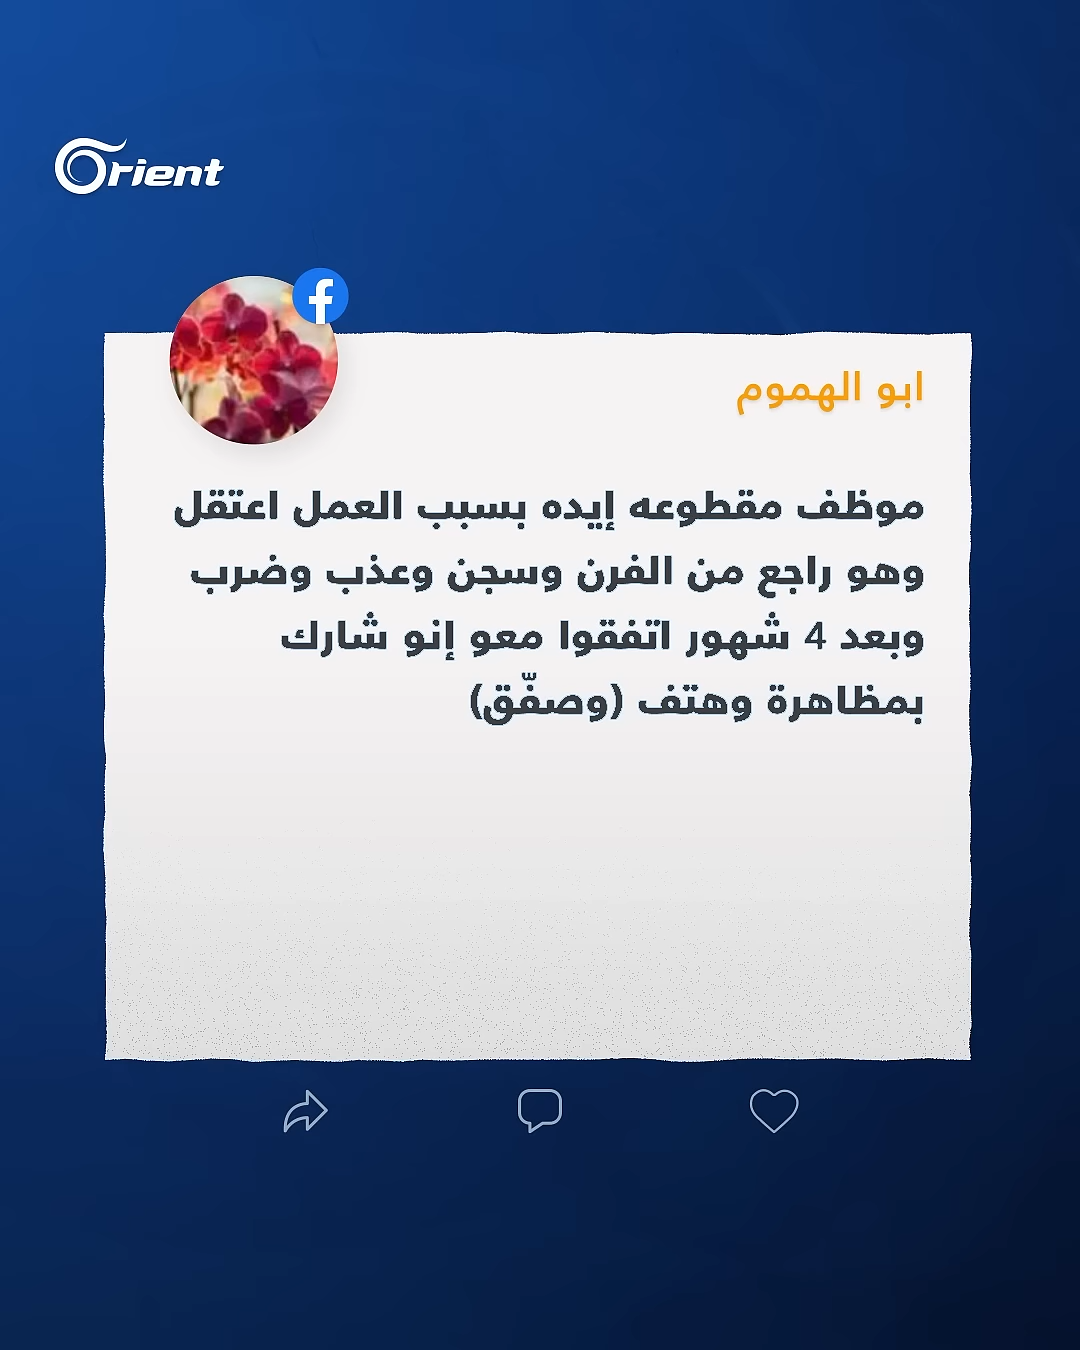 Orient
ابو الهموم
موظف مقطوعه إيده بسبب العمل اعتقل
وهو راجع من الفرن وسجن وعذب وضرب
وبعد 4 شهور اتفقوا معو إنو شارك
بمظاهرة وهتف (وصفّق)